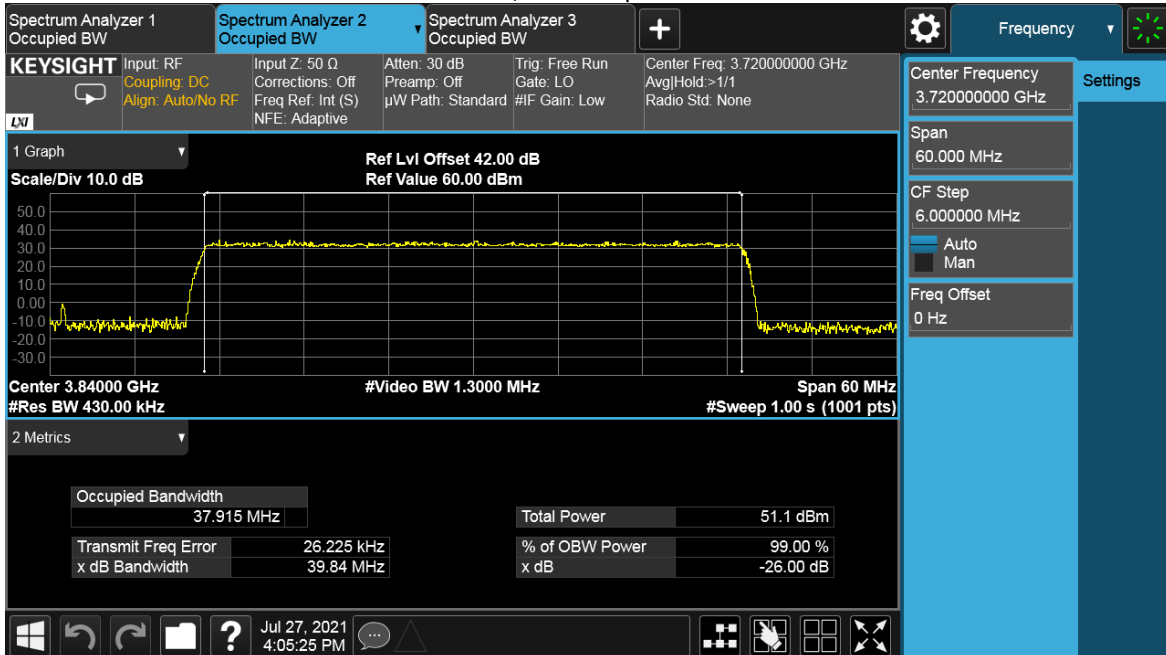 Spectrum Analyzer 1
Occupied BW
Spectrum Analyzer 2
Occupied BW
Spectrum Analyzer 3
Occupied BW
Frequency
KEYSIGHT
LXI
Input: RF
Coupling: DC
Align: Auto/No RF
Input Z: 50 Ω
Corrections: Off
Freq Ref: Int (S)
NFE: Adaptive
Atten: 30 dB
Preamp: Off
µW Path: Standard
Trig: Free Run
Gate: LO
#IF Gain: Low
Center Freq: 3.720000000 GHz
Avg|Hold:>1/1
Radio Std: None
Center Frequency
3.720000000 GHz
Settings
Span
60.000 MHz
CF Step
6.000000 MHz
Auto
Man
Freq Offset
0 Hz
1 Graph
Scale/Div 10.0 dB
Ref Lvl Offset 42.00 dB
Ref Value 60.00 dBm
50.0
40.0
30.0
20.0
10.0
0.00
-10.0
-20.0
-30.0
Center 3.84000 GHz
#Video BW 1.3000 MHz
Span 60 MHz
#Res BW 430.00 kHz
#Sweep 1.00 s (1001 pts)
2 Metrics
Occupied Bandwidth
37.915 MHz
Total Power 51.1 dBm
Transmit Freq Error 26.225 kHz
% of OBW Power 99.00 %
x dB Bandwidth 39.84 MHz
x dB -26.00 dB
?
Jul 27, 2021
4:05:25 PM